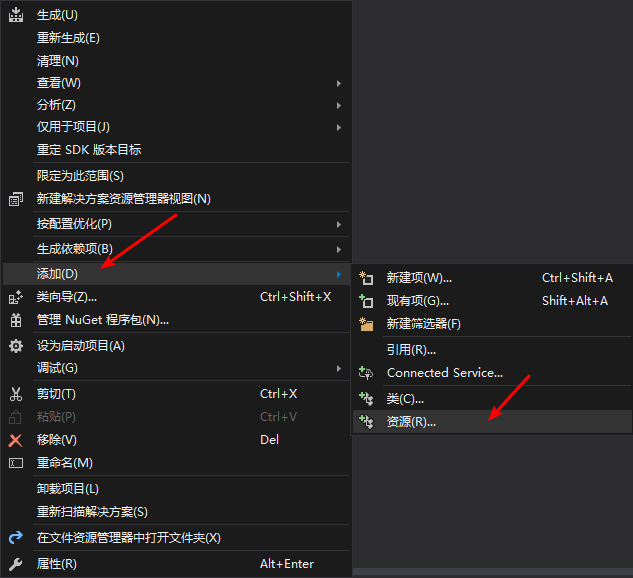 生成(U)
重新生成(E)
清理(N)
查看(W)
分析(Z)
仅用于项目(J)
重定 SDK 版本目标
限定为此范围(S)
新建解决方案资源管理器视图(N)
按配置优化(P)
生成依赖项(B)
添加(D)
类向导(Z)... Ctrl+Shift+X
管理 NuGet 程序包(N)...
设为启动项目(A)
调试(G)
剪切(T) Ctrl+X
粘贴(P) Ctrl+V
移除(V) Del
重命名(M)
卸载项目(L)
重新扫描解决方案(S)
在文件资源管理器中打开文件夹(X)
属性(R) Alt+Enter
新建项(W)... Ctrl+Shift+A
现有项(G)... Shift+Alt+A
新建筛选器(F)
引用(R)...
Connected Service...
类(C)...
资源(R)...